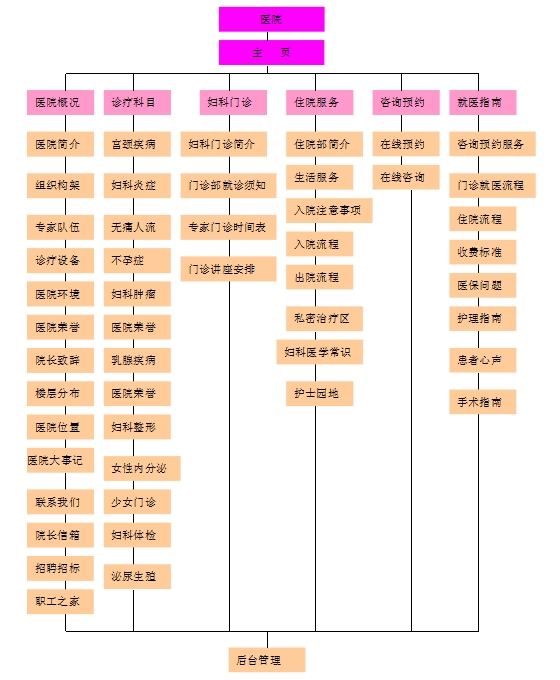 医院
主 页
医院概况
诊疗科目
妇科门诊
住院服务
咨询预约
就医指南
医院简介
组织构架
专家队伍
诊疗设备
医院环境
医院荣誉
院长致辞
楼层分布
医院位置
医院大事记
联系我们
院长信箱
招聘招标
职工之家
宫颈疾病
妇科炎症
无痛人流
不孕症
妇科肿瘤
医院荣誉
乳腺疾病
医院荣誉
妇科整形
女性内分泌
少女门诊
妇科体检
泌尿生殖
妇科门诊简介
门诊部就诊须知
专家门诊时间表
门诊讲座安排
住院部简介
生活服务
入院注意事项
入院流程
出院流程
私密治疗区
妇科医学常识
护士园地
在线预约
在线咨询
咨询预约服务
门诊就医流程
住院流程
收费标准
医保问题
护理指南
患者心声
手术指南
后台管理